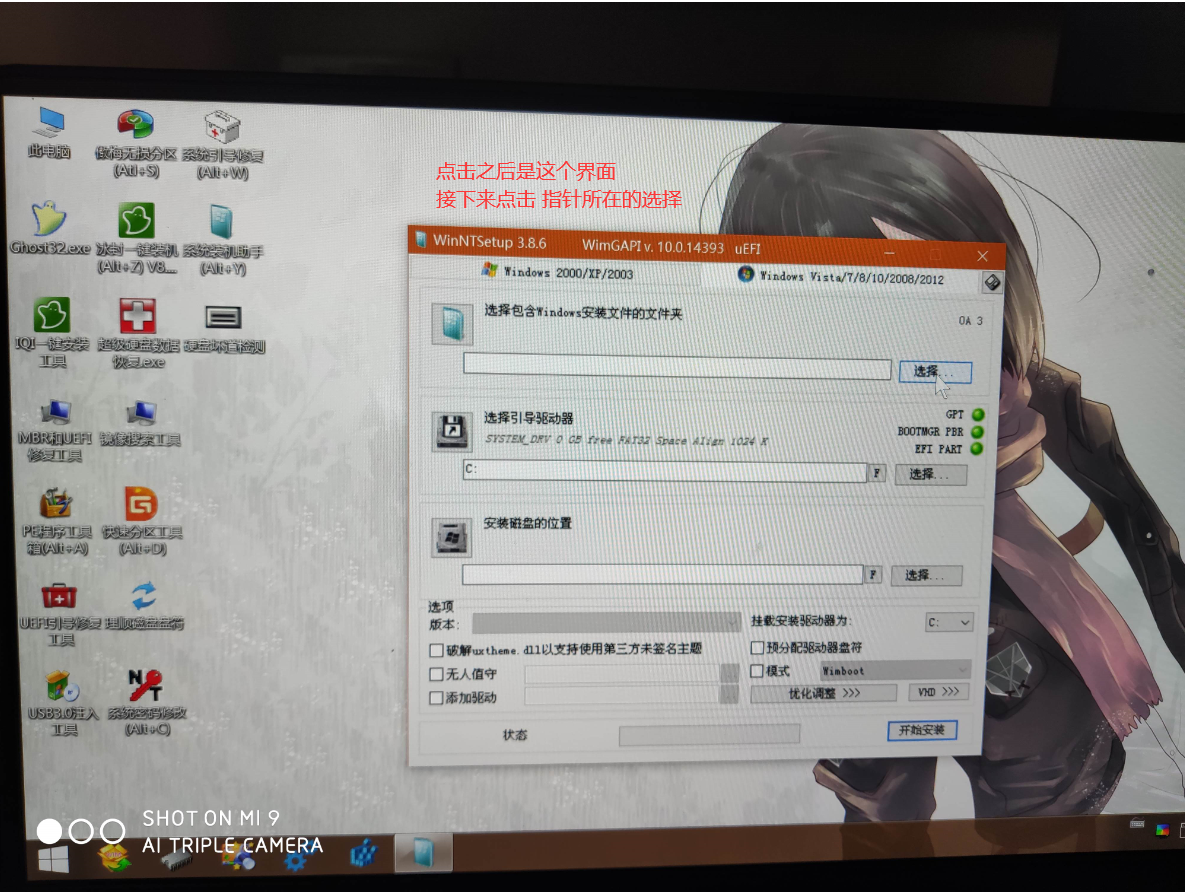 此电脑
傲梅无损分区
(Atl+S)
系统引导修复
(Alt+W)
Ghost32.exe
冰封一键装机
(Alt+Z) V8....
系统装机助手
(Alt+Y)
IQI一键安装
工具
超级硬盘数据
恢复.exe
硬盘坏道检测
MBR和UEFI
修复工具
镜像搜索工具
PE程序工具
箱(Alt+A)
快速分区工具
(Alt+D)
UEFI引导修复
工具
理顺磁盘盘符
USB3.0注入
工具
系统密码修改
(Alt+C)
点击之后是这个界面
接下来点击 指针所在的选择
WinNTSetup 3.8.6 WimGAPI v. 10.0.14393 uEFI
Windows 2000/XP/2003
Windows Vista/7/8/10/2008/2012
选择包含Windows安装文件的文件夹
OA 3
选择...
选择引导驱动器
GPT
SYSTEM_DRV 0 GB free FAT32 Space Align 1024 K
BOOTMGR PBR
EFI PART
C:
F
选择...
安装磁盘的位置
F
选择...
选项
版本:
挂载安装驱动器为:
C:
破解uxtheme.dll以支持使用第三方未签名主题
预分配驱动器盘符
无人值守
模式
Wimboot
添加驱动
优化调整 >>>
VHD >>>
状态
开始安装
SHOT ON MI 9
AI TRIPLE CAMERA